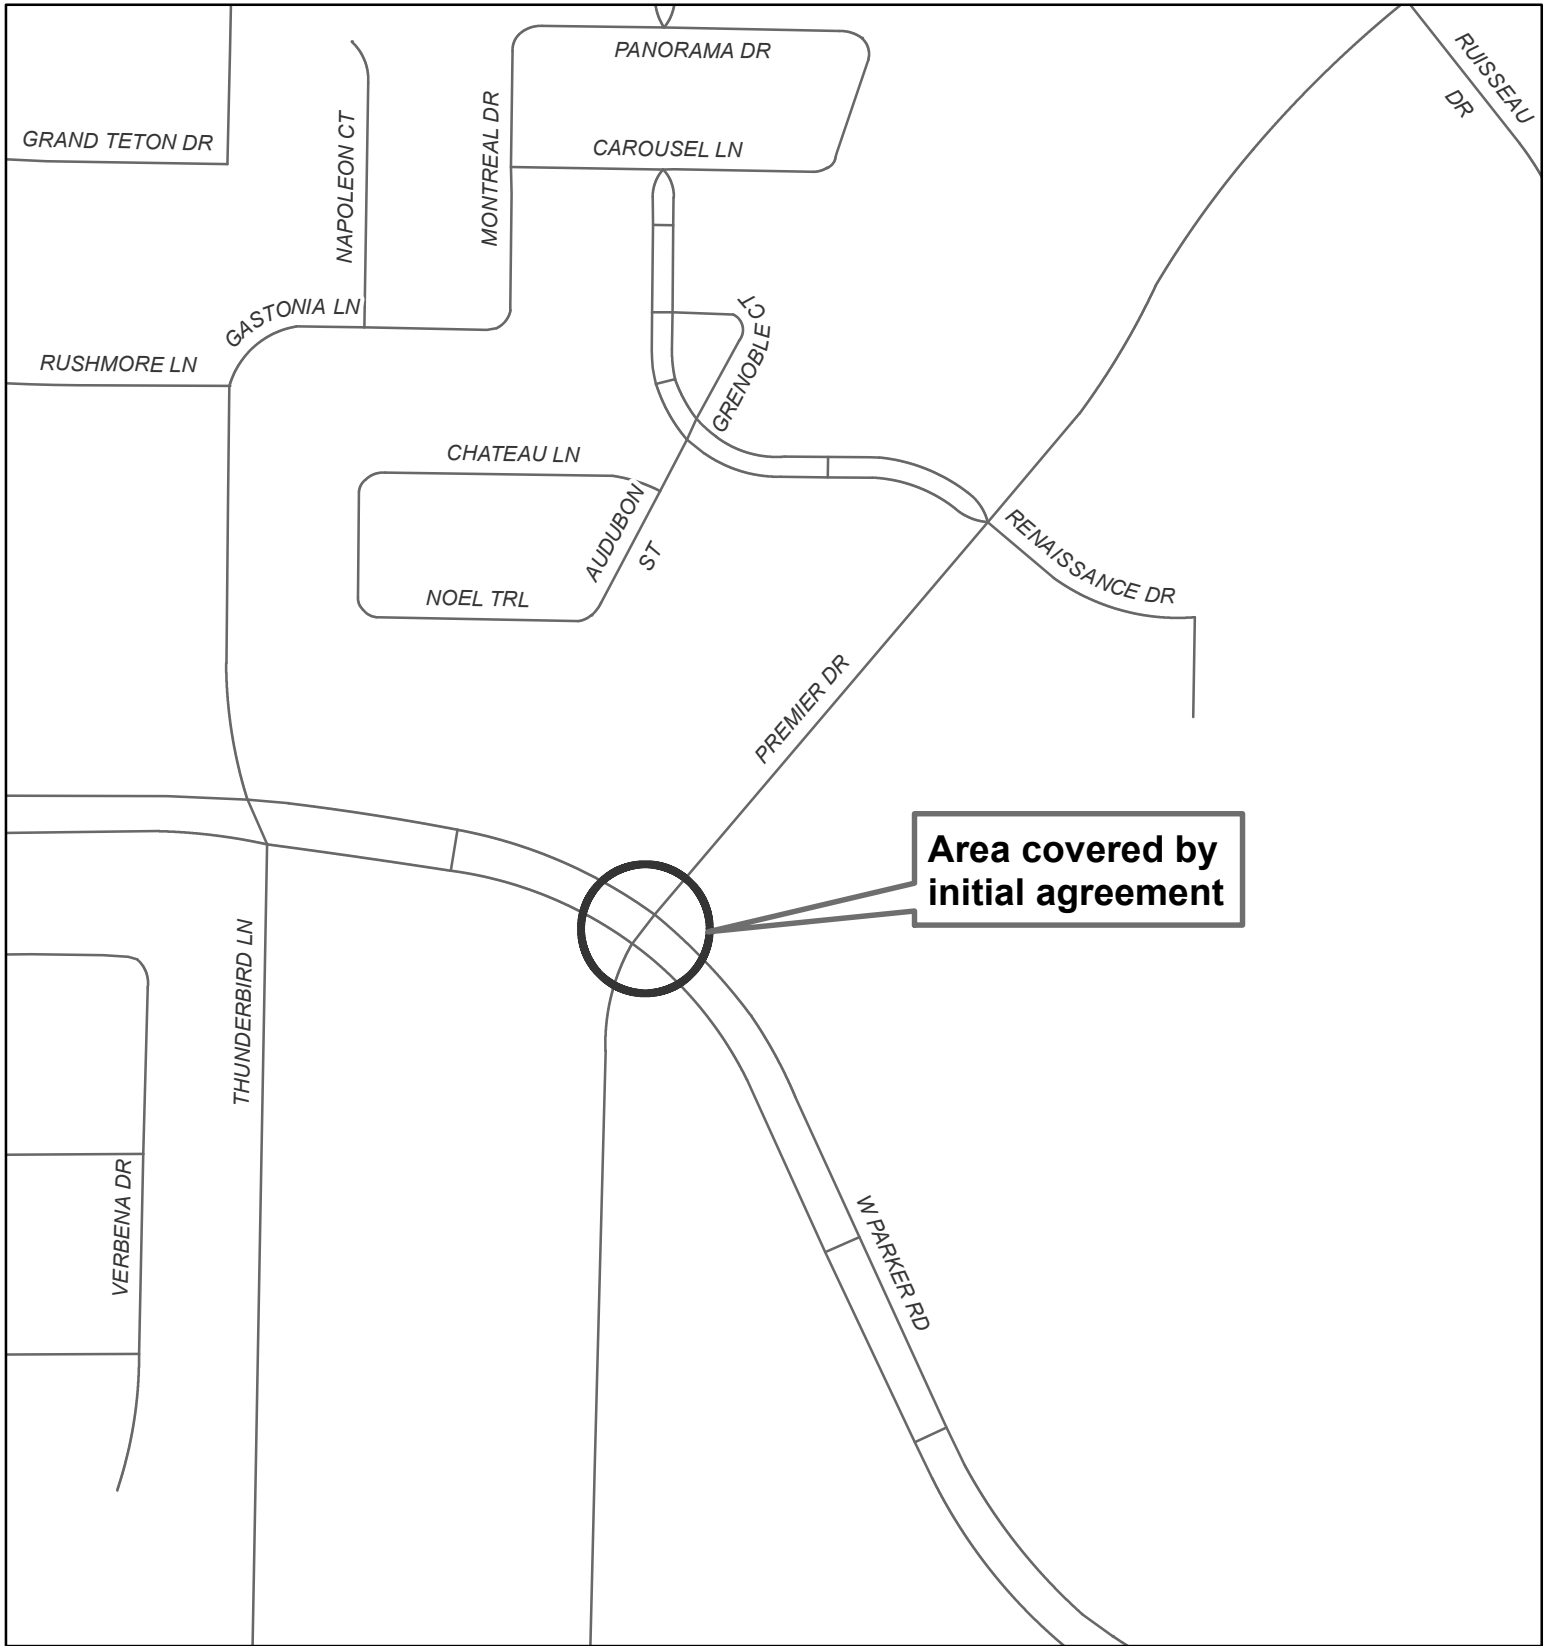 PANORAMA DR
RUISSEAU
DR
GRAND TETON DR
NAPOLEON CT
MONTREAL DR
CAROUSEL LN
GASTONIA LN
GRENOBLE CT
RUSHMORE LN
CHATEAU LN
AUDUBON
ST
RENAISSANCE DR
NOEL TRL
PREMIER DR
Area covered by
initial agreement
THUNDERBIRD LN
VERBENA DR
W PARKER RD